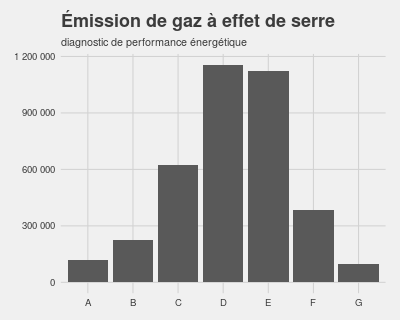 Émission de gaz à effet de serre
diagnostic de performance énergétique
1 200 000
900 000
600 000
300 000
0
A B C D E F G